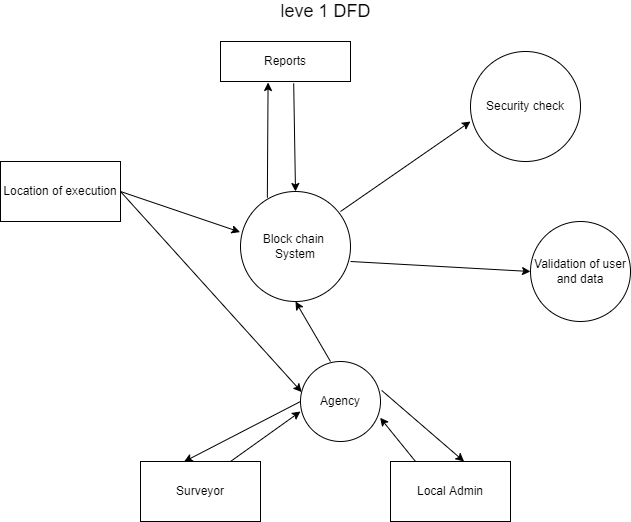 leve 1 DFD
Reports
Security check
Location of execution
Block chain
System
Validation of user
and data
Agency
Surveyor
Local Admin